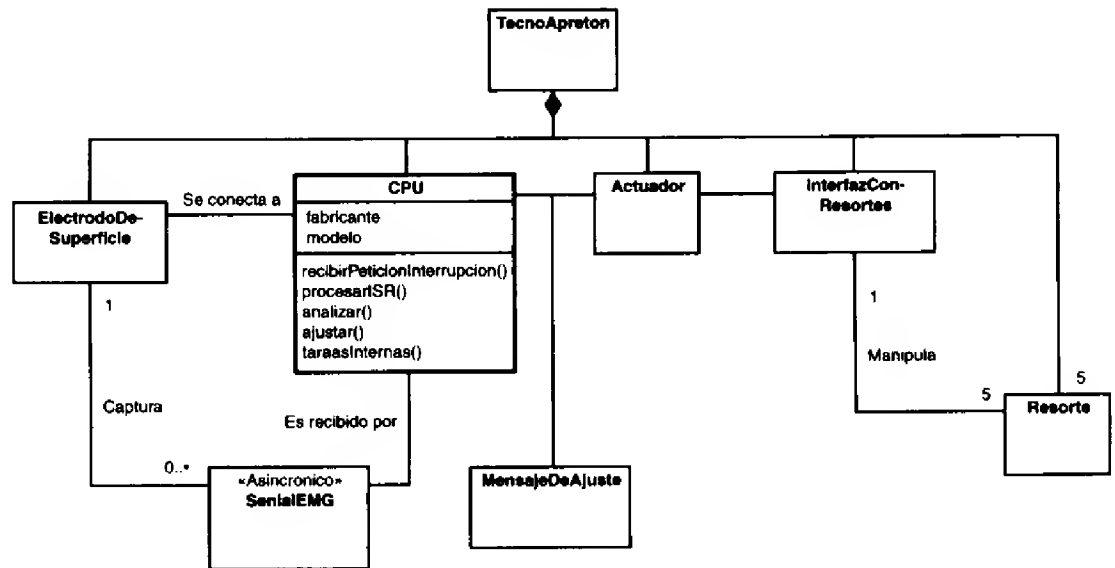 TecnoApreton
CPU
fabricante
modelo
recibirPeticionInterrupcion()
procesarISR()
analizar()
ajustar()
taraasInternas()
Actuador
InterfazCon-
Resortes
ElectrodoDe-
Superficie
Se conecta a
1
Captura
0..*
«Asincronico»
SenialEMG
Es recibido por
MensajeDeAjuste
1
Manipula
5
5
Resorte